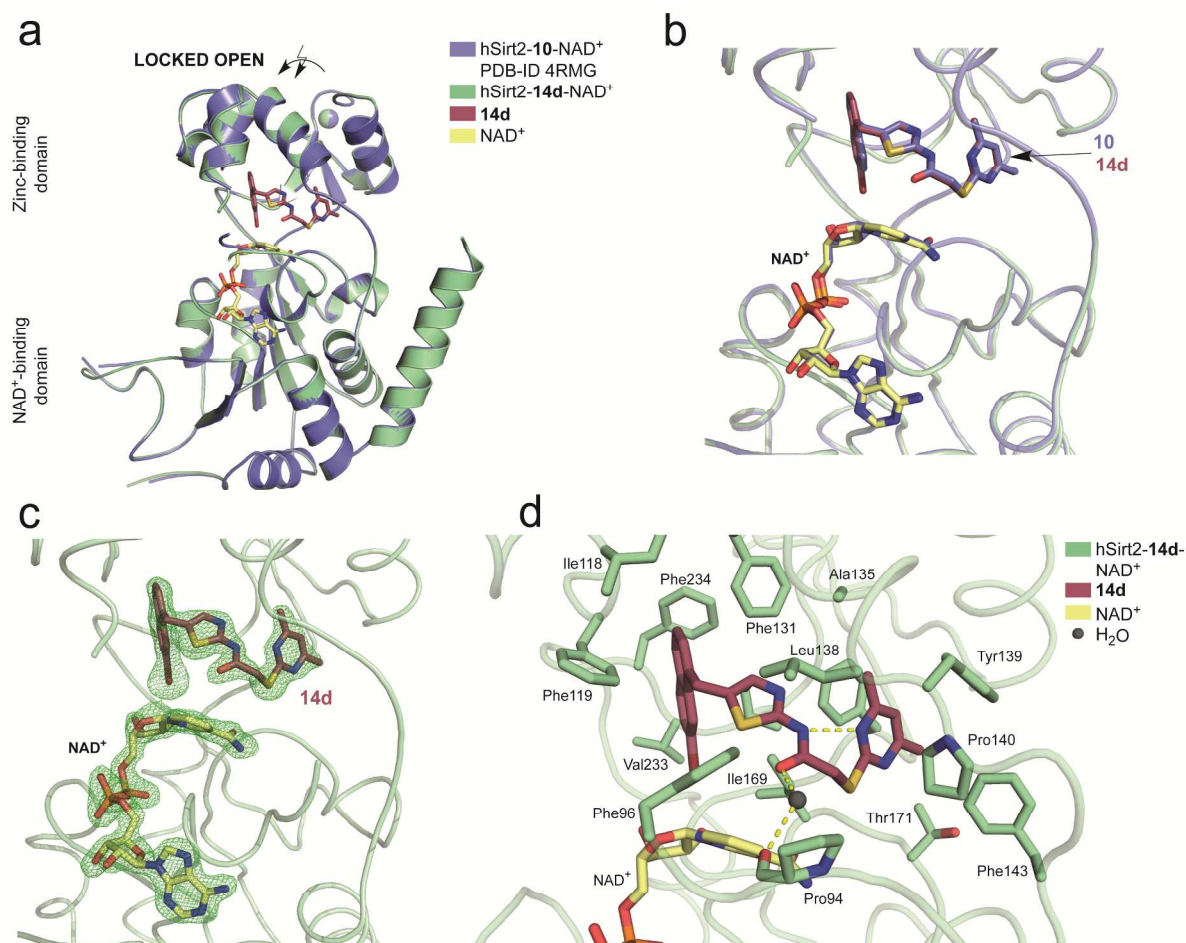 a
LOCKED OPEN
Zinc-binding
domain
NAD⁺-binding
domain
hSirt2-10-NAD⁺
PDB-ID 4RMG
hSirt2-14d-NAD⁺
14d
NAD⁺
b
10
14d
NAD⁺
c
14d
NAD⁺
d
hSirt2-14d-
NAD⁺
14d
NAD⁺
H₂O
Ile118
Phe234
Ala135
Phe131
Leu138
Tyr139
Phe119
Pro140
Val233
Ile169
Phe96
Thr171
Phe143
NAD⁺
Pro94